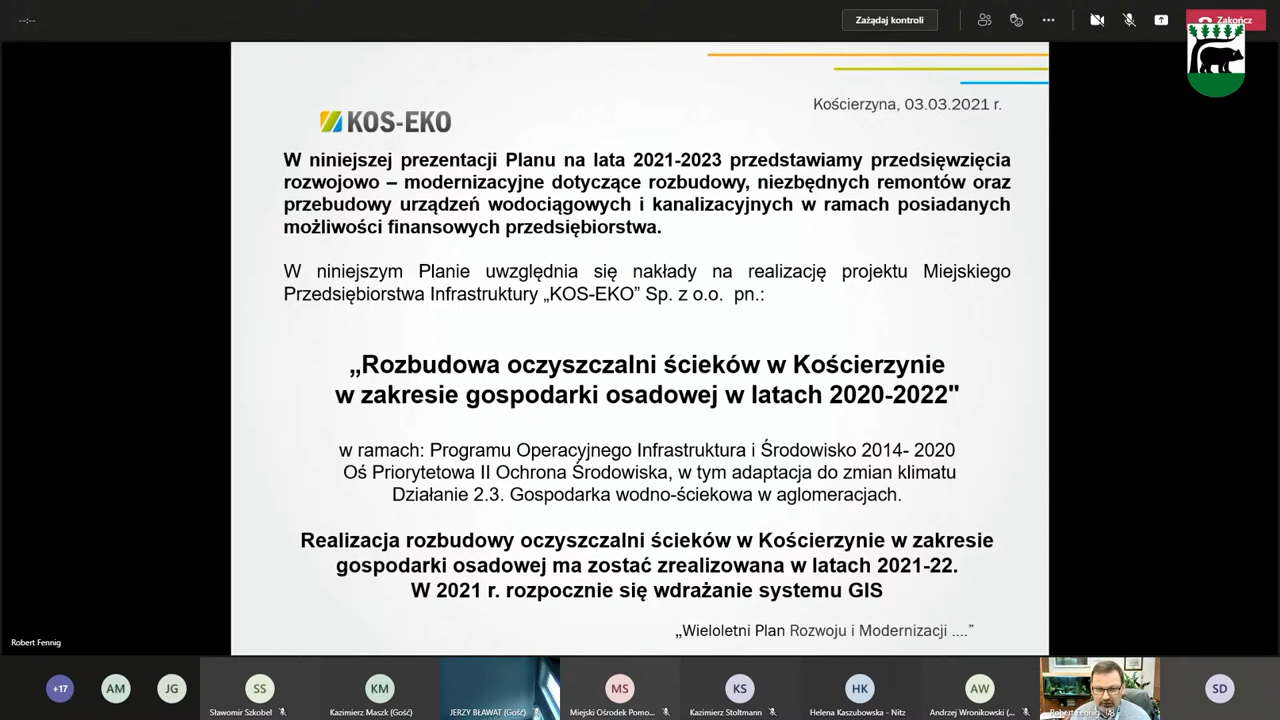 Zażądaj kontroli
Zakończ
Kościerzyna, 03.03.2021 r.
KOS-EKO
W niniejszej prezentacji Planu na lata 2021-2023 przedstawiamy przedsięwzięcia
rozwojowo – modernizacyjne dotyczące rozbudowy, niezbędnych remontów oraz
przebudowy urządzeń wodociągowych i kanalizacyjnych w ramach posiadanych
możliwości finansowych przedsiębiorstwa.
W niniejszym Planie uwzględnia się nakłady na realizację projektu Miejskiego
Przedsiębiorstwa Infrastruktury „KOS-EKO” Sp. z o.o. pn.:
„Rozbudowa oczyszczalni ścieków w Kościerzynie
w zakresie gospodarki osadowej w latach 2020-2022"
w ramach: Programu Operacyjnego Infrastruktura i Środowisko 2014- 2020
Oś Priorytetowa II Ochrona Środowiska, w tym adaptacja do zmian klimatu
Działanie 2.3. Gospodarka wodno-ściekowa w aglomeracjach.
Realizacja rozbudowy oczyszczalni ścieków w Kościerzynie w zakresie
gospodarki osadowej ma zostać zrealizowana w latach 2021-22.
W 2021 r. rozpocznie się wdrażanie systemu GIS
„Wieloletni Plan Rozwoju i Modernizacji ....”
Robert Fennig
+17 AM JG SS KM MS KS HK AW SD
Sławomir Szkobel Kazimierz Maszk (Gość) JERZY BŁAWAT (Gość) Miejski Ośrodek Pomo... Kazimierz Stoltmann Helena Kaszubowska - Nitz Andrzej Wronikowski (... Robert Fennig